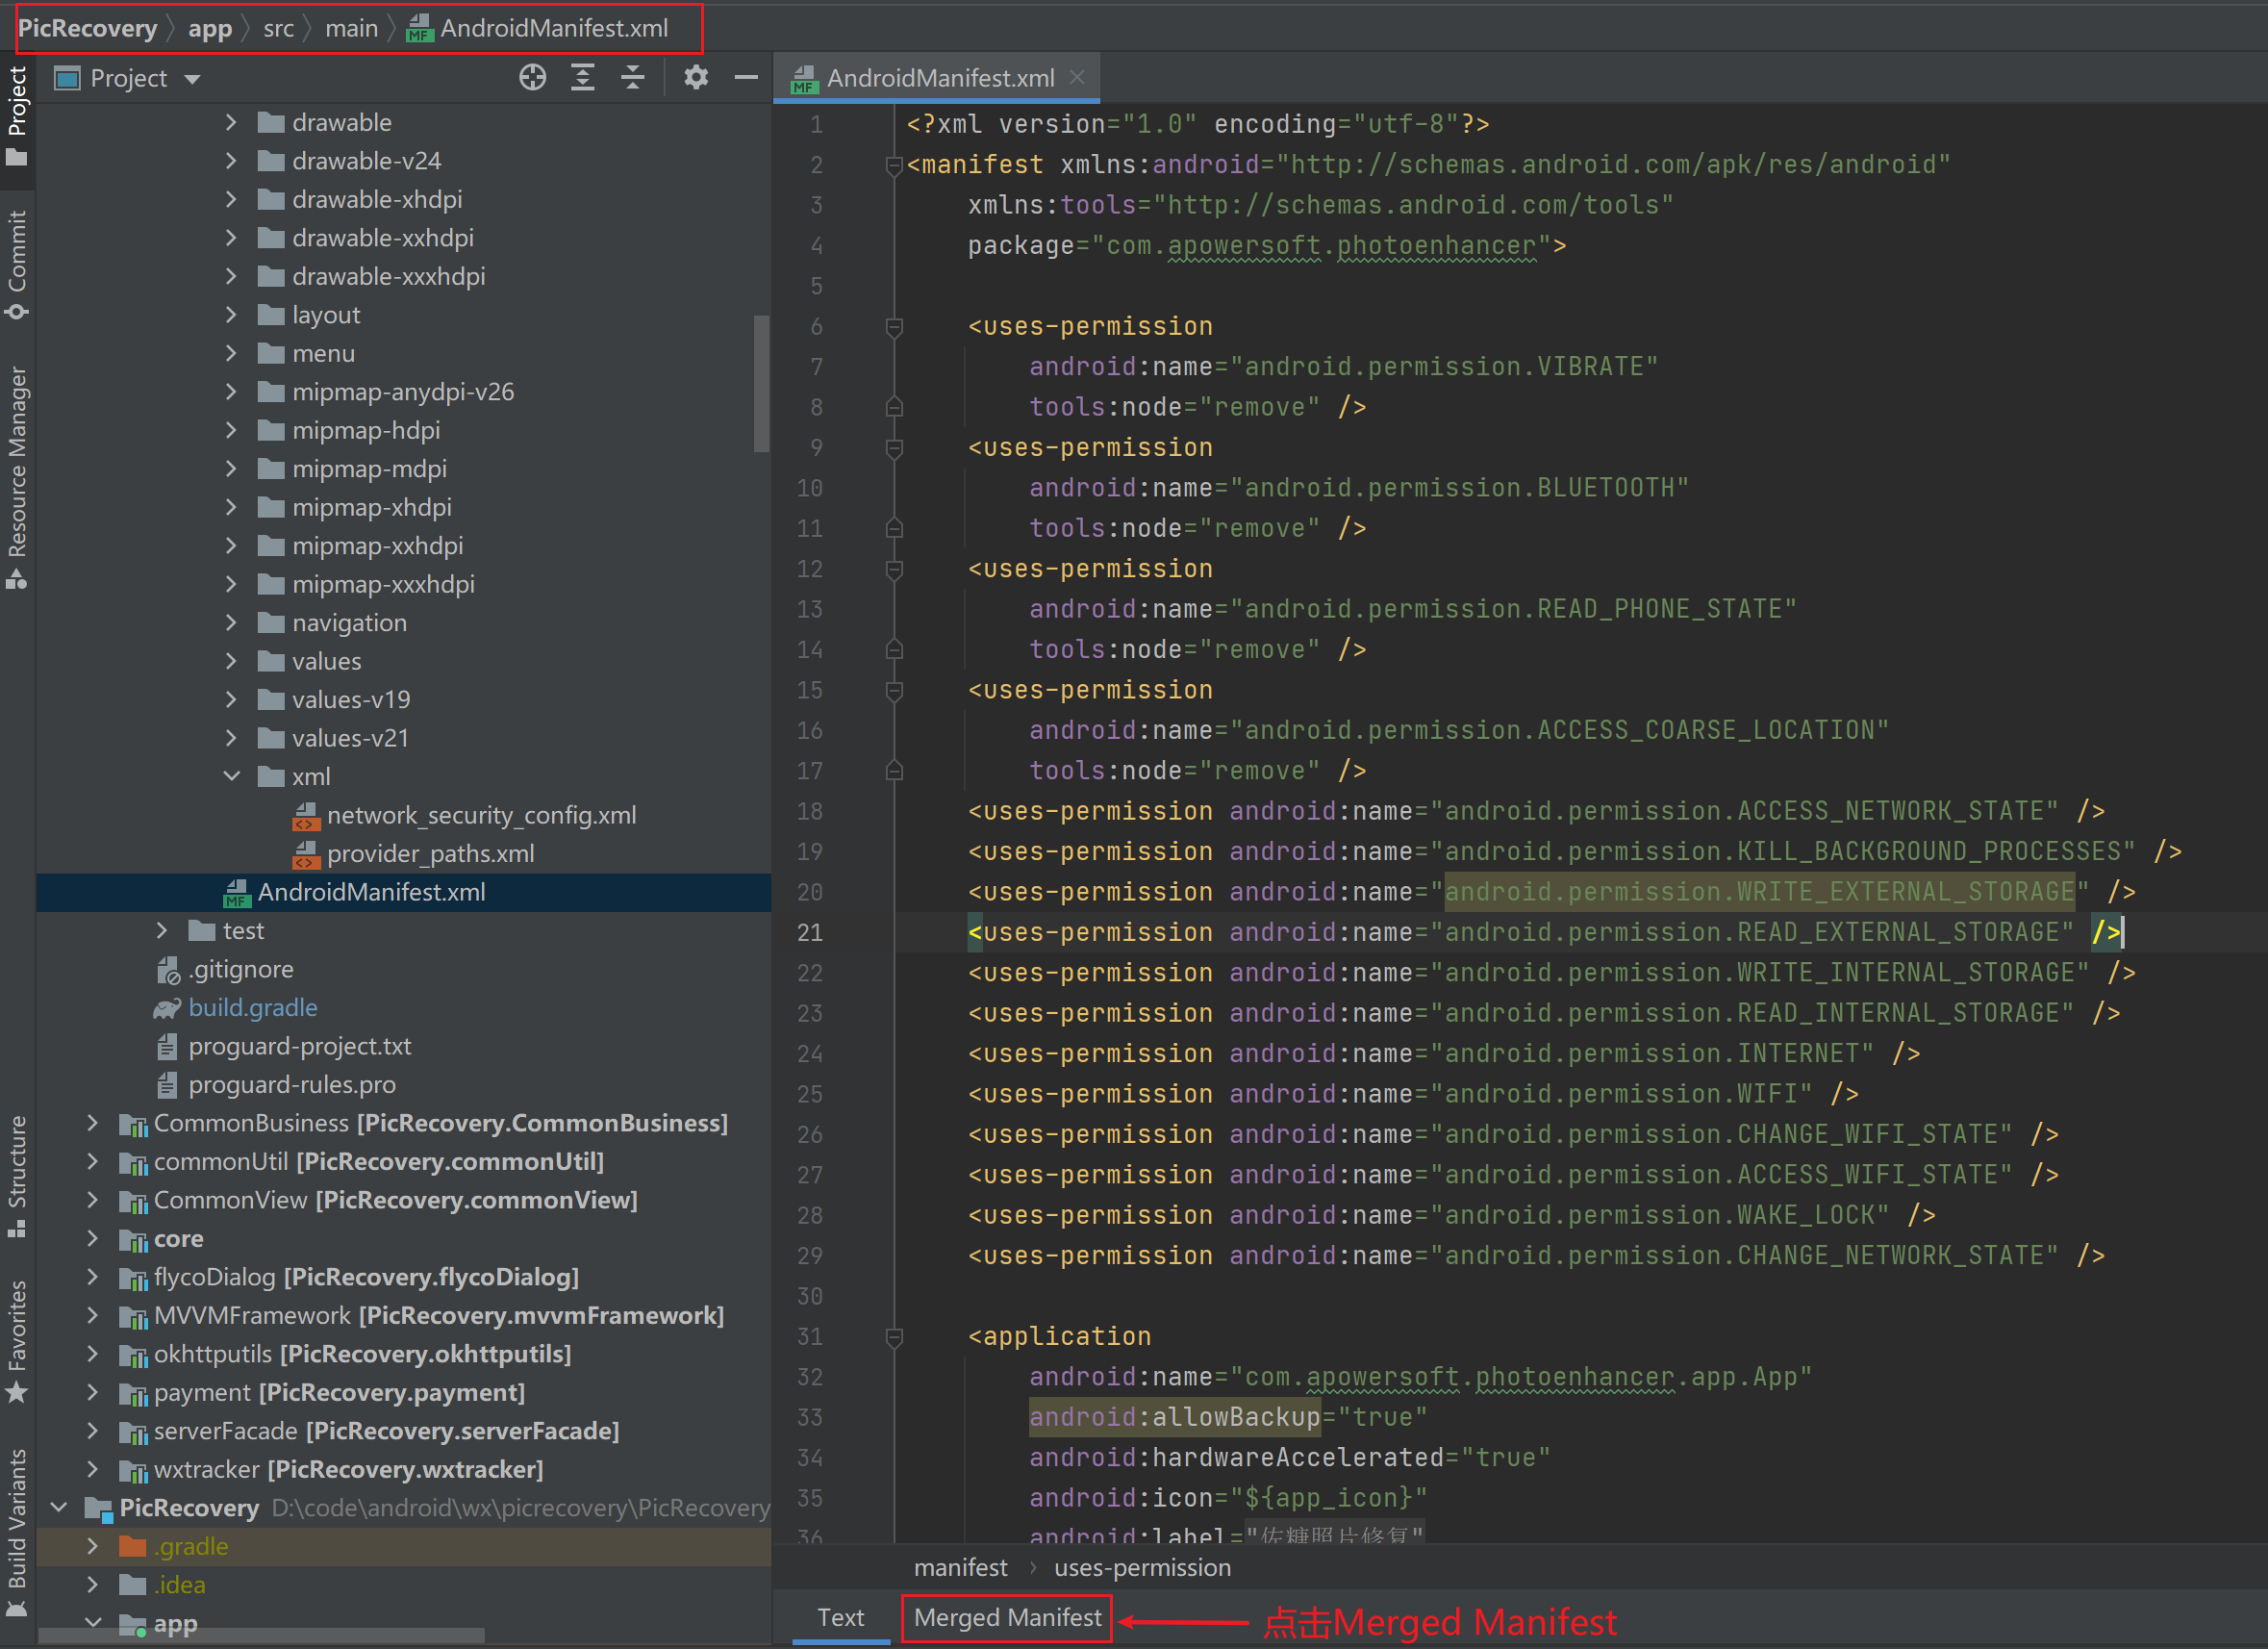 PicRecovery app src main AndroidManifest.xml
Project
Project
Commit
Resource Manager
Structure
Favorites
Build Variants
drawable
drawable-v24
drawable-xhdpi
drawable-xxhdpi
drawable-xxxhdpi
layout
menu
mipmap-anydpi-v26
mipmap-hdpi
mipmap-mdpi
mipmap-xhdpi
mipmap-xxhdpi
mipmap-xxxhdpi
navigation
values
values-v19
values-v21
xml
network_security_config.xml
provider_paths.xml
AndroidManifest.xml
test
.gitignore
build.gradle
proguard-project.txt
proguard-rules.pro
CommonBusiness [PicRecovery.CommonBusiness]
commonUtil [PicRecovery.commonUtil]
CommonView [PicRecovery.commonView]
core
flycoDialog [PicRecovery.flycoDialog]
MVVMFramework [PicRecovery.mvvmFramework]
okhttputils [PicRecovery.okhttputils]
payment [PicRecovery.payment]
serverFacade [PicRecovery.serverFacade]
wxtracker [PicRecovery.wxtracker]
PicRecovery D:\code\android\wx\picrecovery\PicRecovery
.gradle
.idea
app
AndroidManifest.xml
1 <?xml version="1.0" encoding="utf-8"?>
2 <manifest xmlns:android="http://schemas.android.com/apk/res/android"
3 xmlns:tools="http://schemas.android.com/tools"
4 package="com.apowersoft.photoenhancer">
5
6 <uses-permission
7 android:name="android.permission.VIBRATE"
8 tools:node="remove" />
9 <uses-permission
10 android:name="android.permission.BLUETOOTH"
11 tools:node="remove" />
12 <uses-permission
13 android:name="android.permission.READ_PHONE_STATE"
14 tools:node="remove" />
15 <uses-permission
16 android:name="android.permission.ACCESS_COARSE_LOCATION"
17 tools:node="remove" />
18 <uses-permission android:name="android.permission.ACCESS_NETWORK_STATE" />
19 <uses-permission android:name="android.permission.KILL_BACKGROUND_PROCESSES" />
20 <uses-permission android:name="android.permission.WRITE_EXTERNAL_STORAGE" />
21 <uses-permission android:name="android.permission.READ_EXTERNAL_STORAGE" />
22 <uses-permission android:name="android.permission.WRITE_INTERNAL_STORAGE" />
23 <uses-permission android:name="android.permission.READ_INTERNAL_STORAGE" />
24 <uses-permission android:name="android.permission.INTERNET" />
25 <uses-permission android:name="android.permission.WIFI" />
26 <uses-permission android:name="android.permission.CHANGE_WIFI_STATE" />
27 <uses-permission android:name="android.permission.ACCESS_WIFI_STATE" />
28 <uses-permission android:name="android.permission.WAKE_LOCK" />
29 <uses-permission android:name="android.permission.CHANGE_NETWORK_STATE" />
30
31 <application
32 android:name="com.apowersoft.photoenhancer.app.App"
33 android:allowBackup="true"
34 android:hardwareAccelerated="true"
35 android:icon="${app_icon}"
36 android:label="佐糖照片修复"
manifest › uses-permission
Text Merged Manifest 点击Merged Manifest